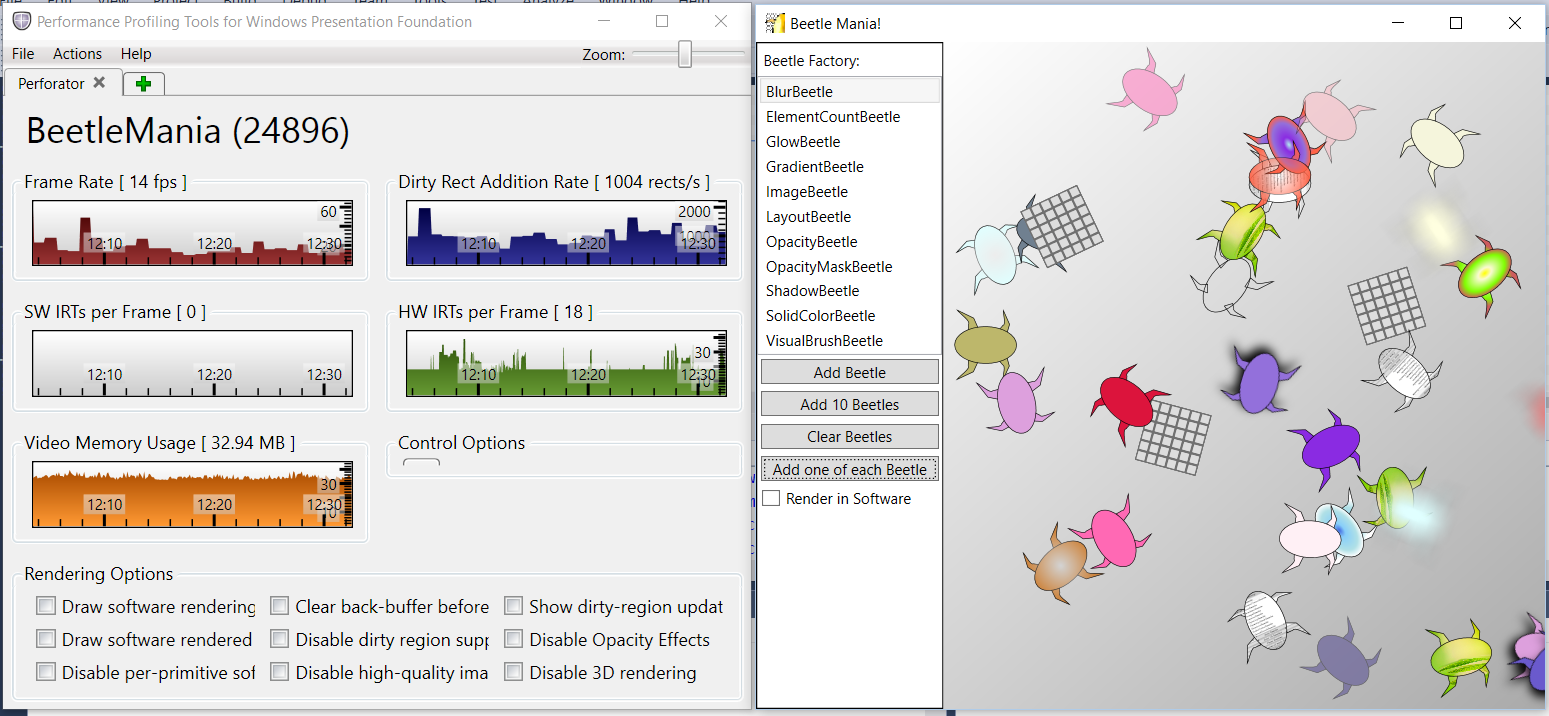 Performance Profiling Tools for Windows Presentation Foundation
File Actions Help
Zoom:
Perforator
BeetleMania (24896)
Frame Rate [ 14 fps ]
60
12:10 12:20 12:30
Dirty Rect Addition Rate [ 1004 rects/s ]
2000
1000
12:10 12:20 12:30
SW IRTs per Frame [ 0 ]
12:10 12:20 12:30
HW IRTs per Frame [ 18 ]
30
12:10 12:20 12:30
0
Video Memory Usage [ 32.94 MB ]
30
12:10 12:20 12:30
0
Control Options
Rendering Options
Draw software rendering
Clear back-buffer before
Show dirty-region updat
Draw software rendered
Disable dirty region supp
Disable Opacity Effects
Disable per-primitive sof
Disable high-quality ima
Disable 3D rendering
Beetle Mania!
Beetle Factory:
BlurBeetle
ElementCountBeetle
GlowBeetle
GradientBeetle
ImageBeetle
LayoutBeetle
OpacityBeetle
OpacityMaskBeetle
ShadowBeetle
SolidColorBeetle
VisualBrushBeetle
Add Beetle
Add 10 Beetles
Clear Beetles
Add one of each Beetle
Render in Software